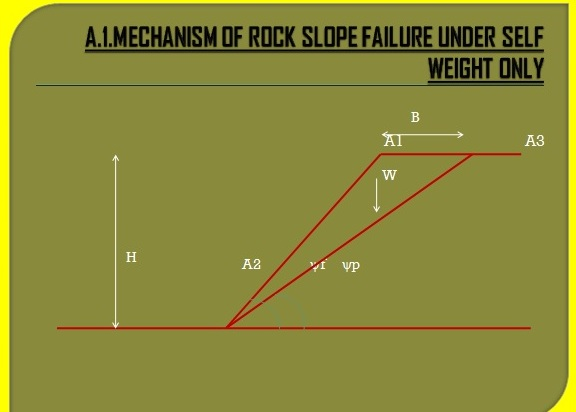 A.1.MECHANISM OF ROCK SLOPE FAILURE UNDER SELF
WEIGHT ONLY
B
A1 A3
W
H A2 ψf ψp